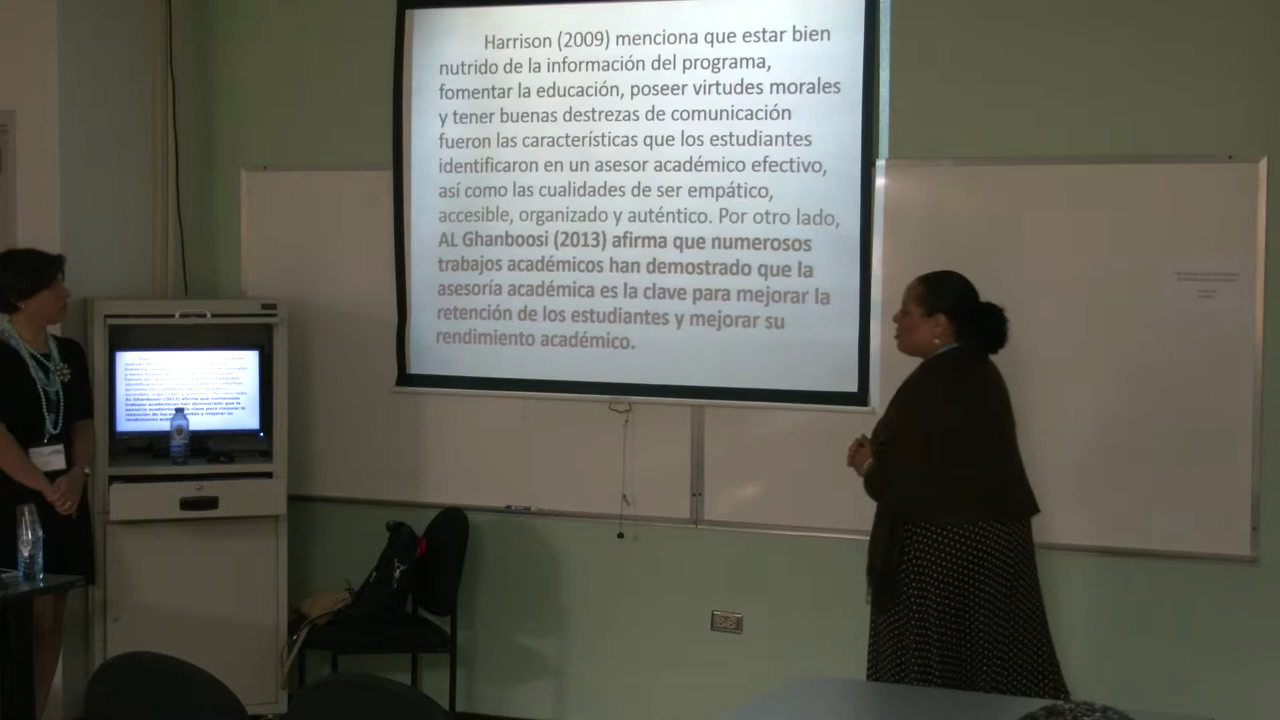 Harrison (2009) menciona que estar bien
nutrido de la información del programa,
fomentar la educación, poseer virtudes morales
y tener buenas destrezas de comunicación
fueron las características que los estudiantes
identificaron en un asesor académico efectivo,
así como las cualidades de ser empático,
accesible, organizado y auténtico. Por otro lado,
AL Ghanboosi (2013) afirma que numerosos
trabajos académicos han demostrado que la
asesoría académica es la clave para mejorar la
retención de los estudiantes y mejorar su
rendimiento académico.